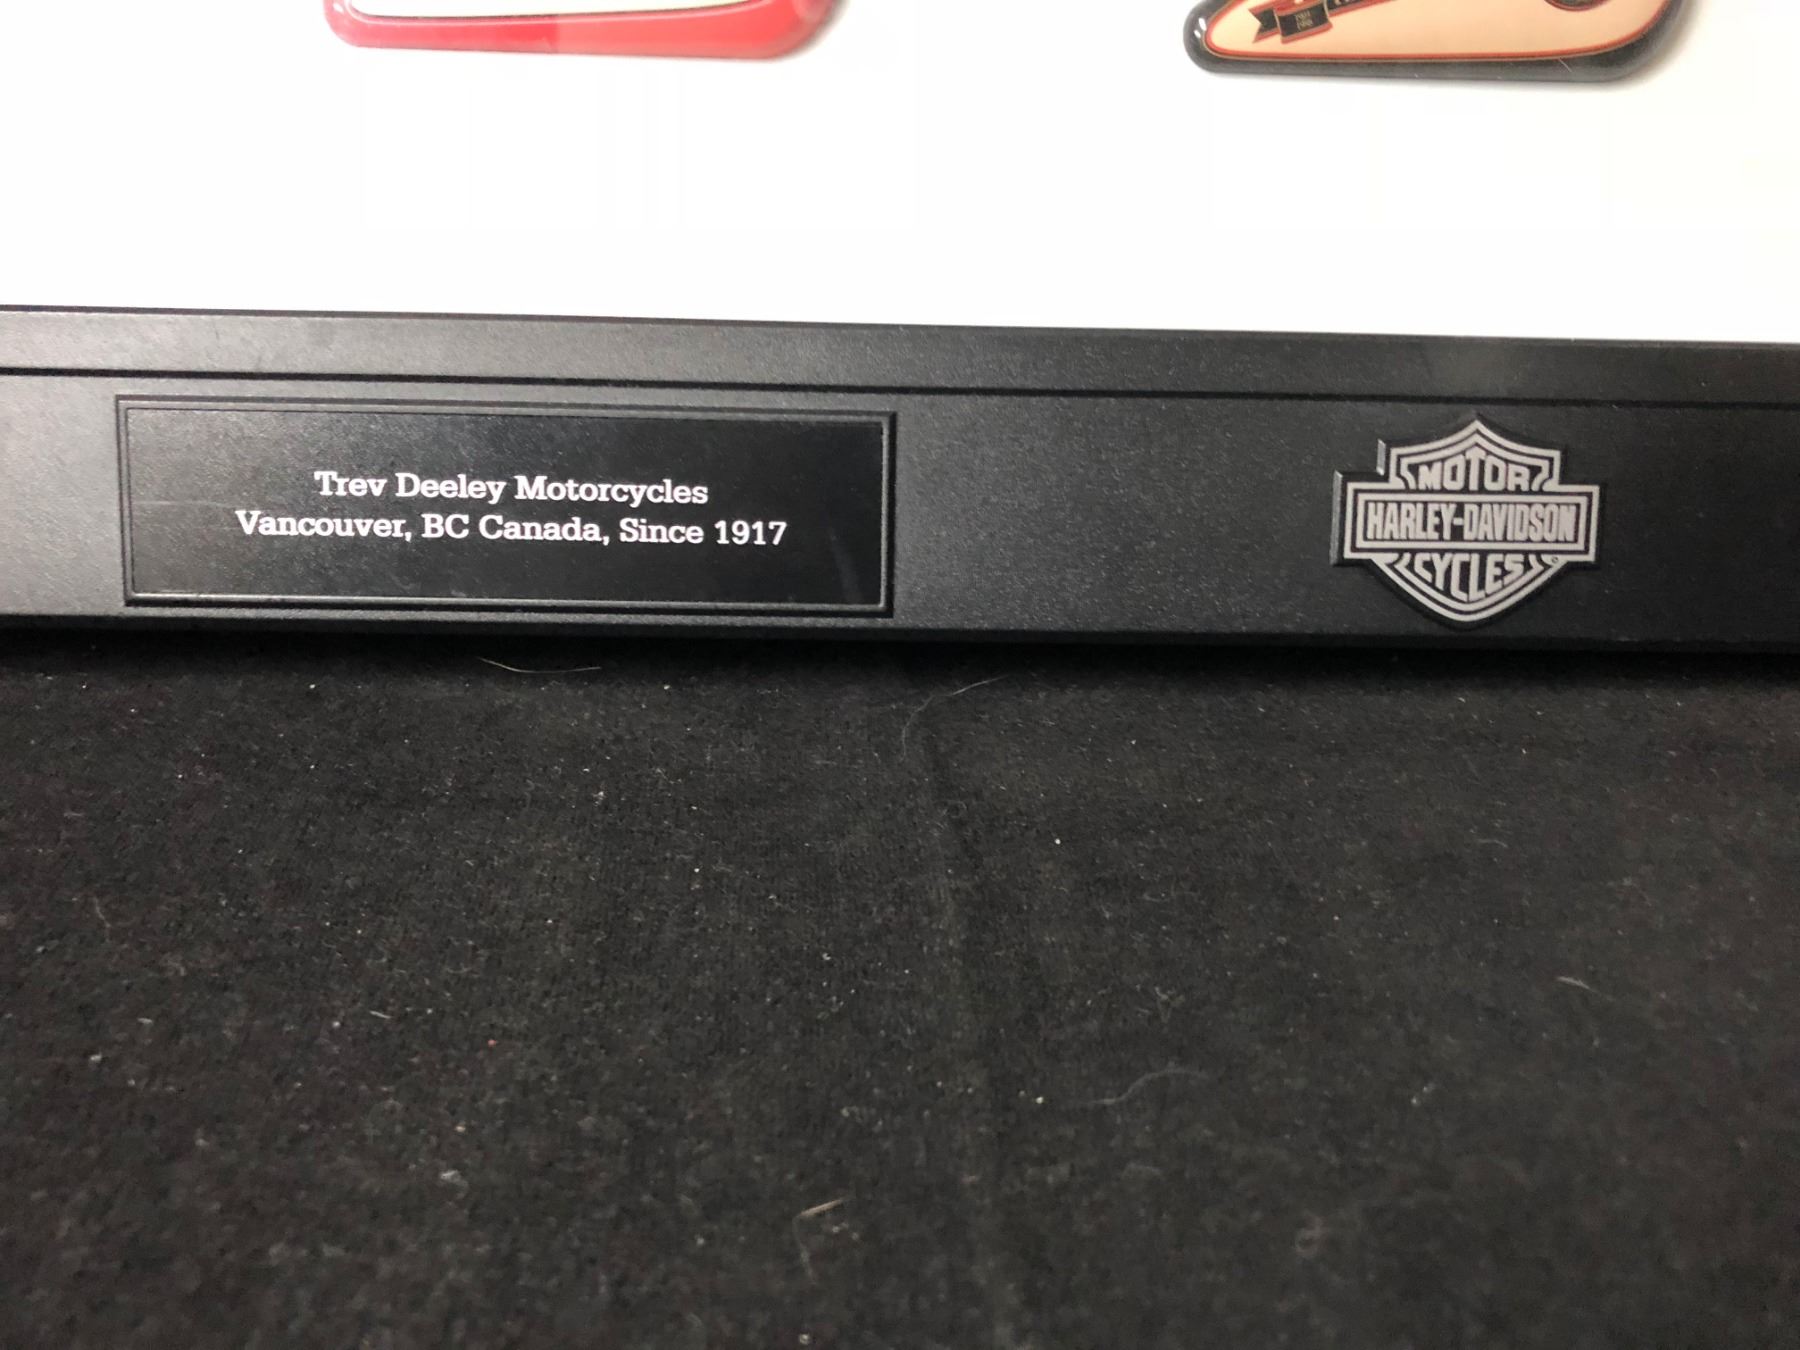 Trev Deeley Motorcycles
Vancouver, BC Canada, Since 1917
MOTOR
HARLEY-DAVIDSON
CYCLES